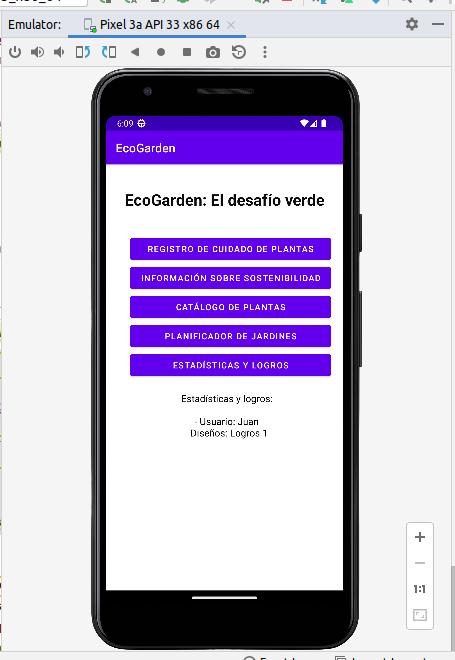 Emulator: Pixel 3a API 33 x86 64
6:09
EcoGarden
EcoGarden: El desafío verde
REGISTRO DE CUIDADO DE PLANTAS
INFORMACIÓN SOBRE SOSTENIBILIDAD
CATÁLOGO DE PLANTAS
PLANIFICADOR DE JARDINES
ESTADÍSTICAS Y LOGROS
Estadísticas y logros:
- Usuario: Juan
Diseños: Logros 1
1:1